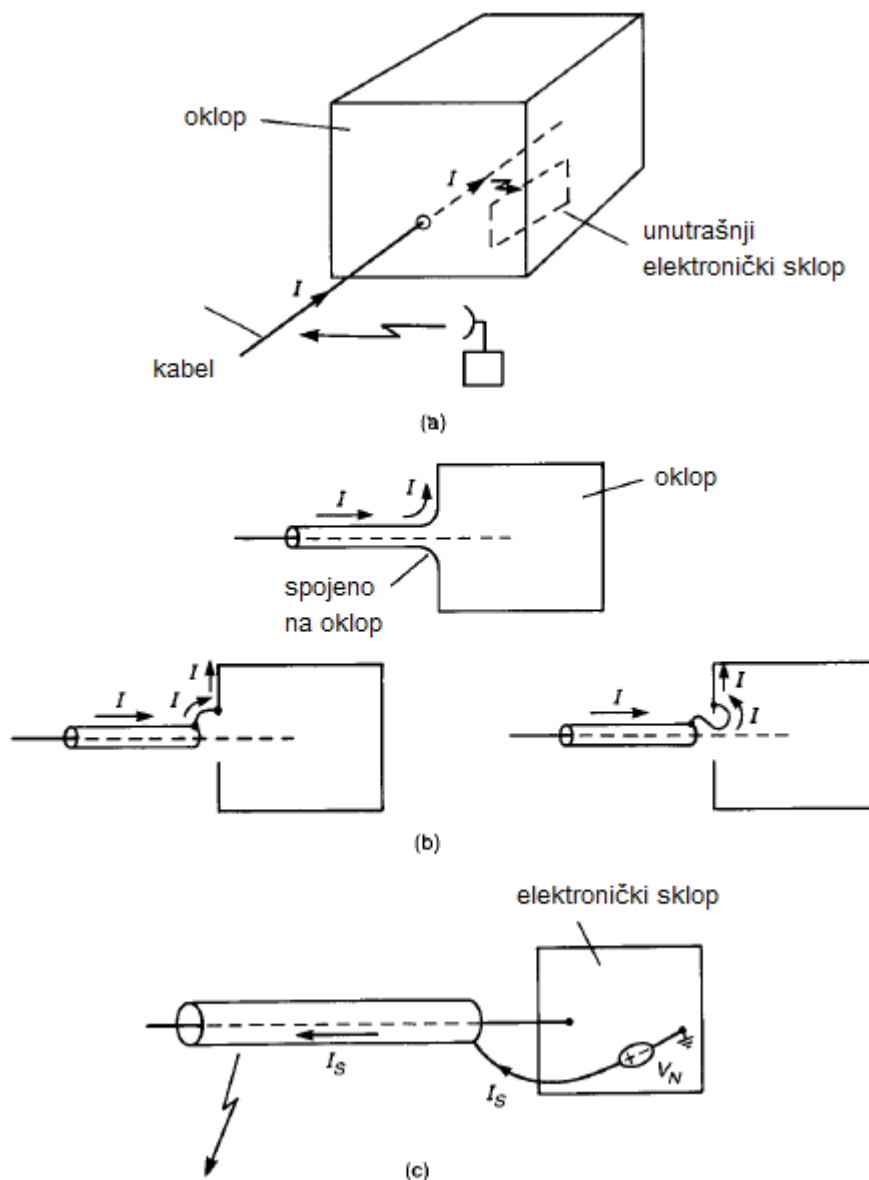 oklop
I
unutrašnji
elektronički sklop
I
kabel
(a)
I
I
oklop
spojeno
na oklop
I
I
I
I
I
I
(b)
elektronički sklop
I_S
I_S
+ -
V_N
(c)